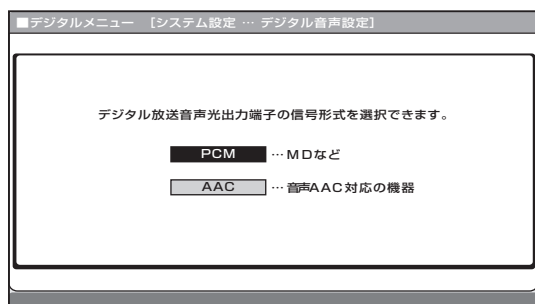 ■デジタルメニュー [システム設定 … デジタル音声設定]
デジタル放送音声光出力端子の信号形式を選択できます。
PCM … MDなど
AAC … 音声AAC対応の機器